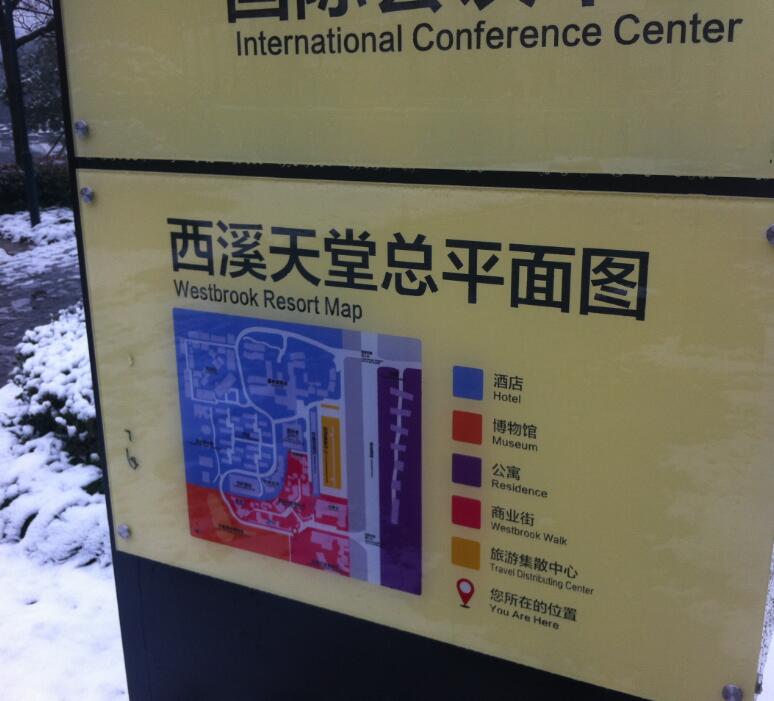 International Conference Center
西溪天堂总平面图
Westbrook Resort Map
酒店
Hotel
博物馆
Museum
公寓
Residence
商业街
Westbrook Walk
旅游集散中心
Travel Distributing Center
您所在的位置
You Are Here